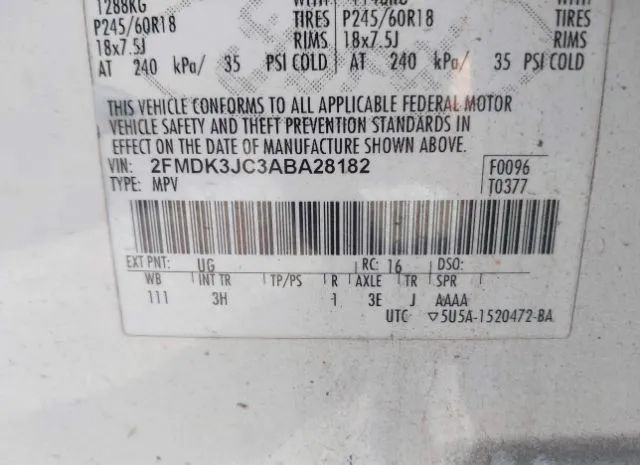 1288KG WITH
P245/60R18 TIRES P245/60R18 TIRES
18x7.5J RIMS 18x7.5J RIMS
AT 240 kPa/ 35 PSI COLD AT 240 kPa/ 35 PSI COLD
THIS VEHICLE CONFORMS TO ALL APPLICABLE FEDERAL MOTOR
VEHICLE SAFETY AND THEFT PREVENTION STANDARDS IN
EFFECT ON THE DATE OF MANUFACTURE SHOWN ABOVE.
VIN: 2FMDK3JC3ABA28182 F0096
TYPE: MPV T0377
EXT PNT: UG RC: 16 DSO:
WB INT TR TP/PS R AXLE TR SPR
111 3H 1 3E J AAAA
UTC ▽5U5A-1520472-BA